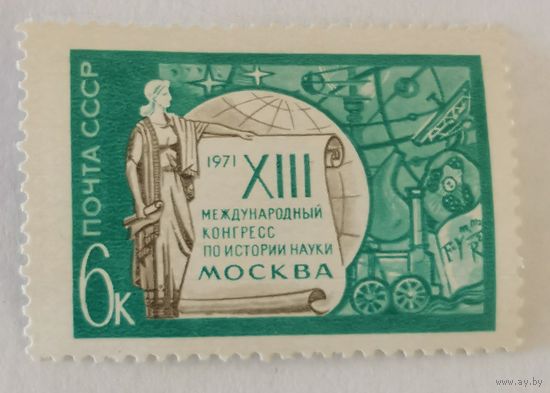 ПОЧТА СССР
6К
1971 XIII
МЕЖДУНАРОДНЫЙ
КОНГРЕСС
ПО ИСТОРИИ НАУКИ
МОСКВА
© www.ay.by